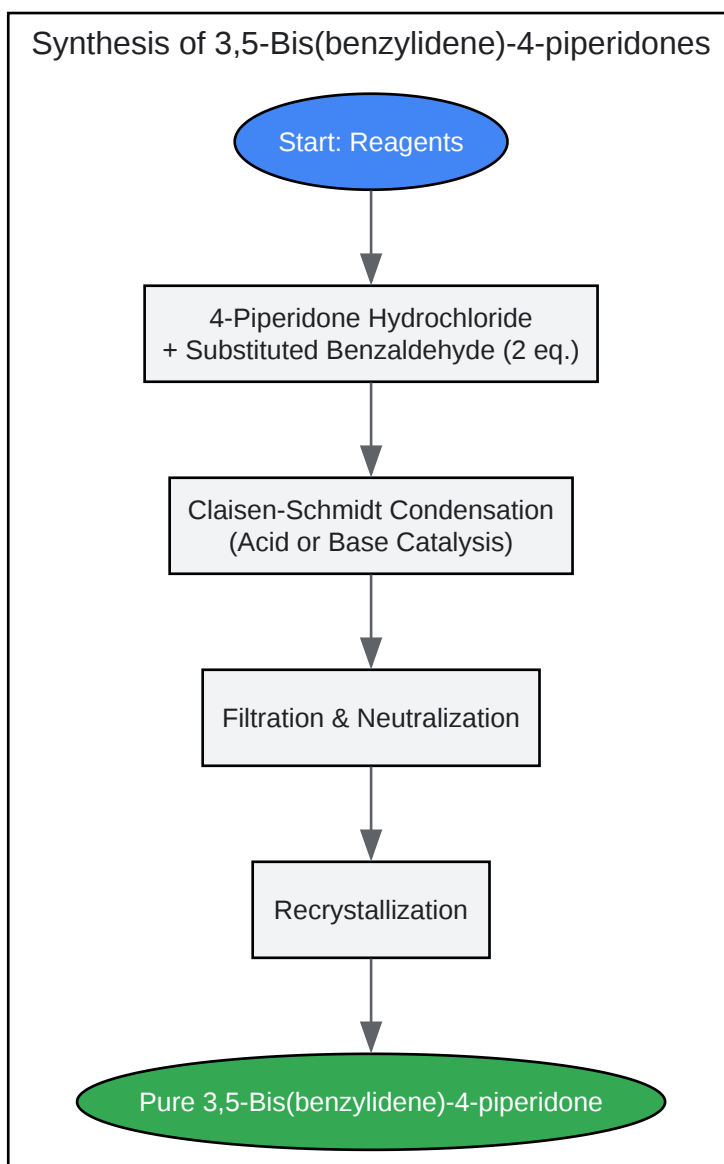 Synthesis of 3,5-Bis(benzylidene)-4-piperidones
Start: Reagents
4-Piperidone Hydrochloride
+ Substituted Benzaldehyde (2 eq.)
Claisen-Schmidt Condensation
(Acid or Base Catalysis)
Filtration & Neutralization
Recrystallization
Pure 3,5-Bis(benzylidene)-4-piperidone